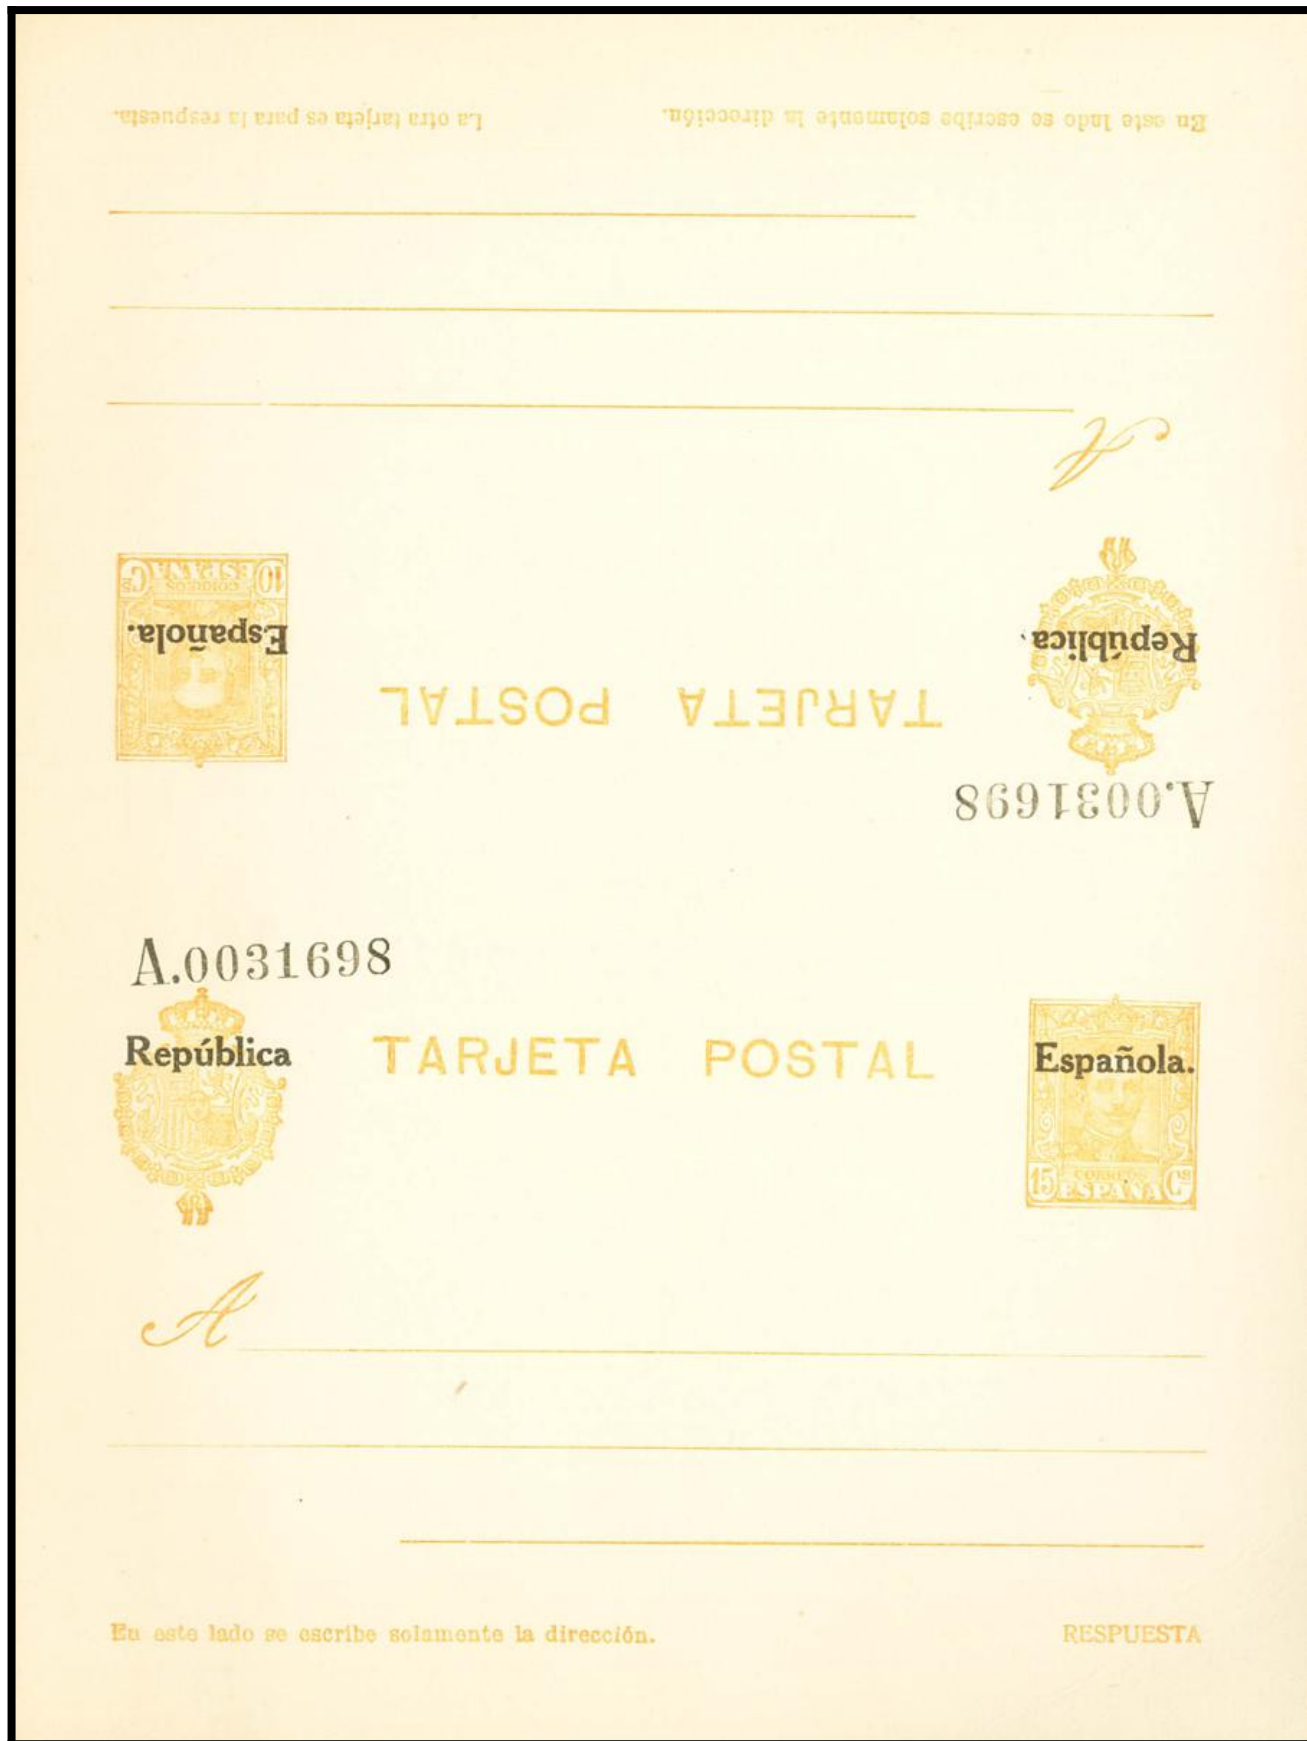 En este lado se escribe solamente la dirección. La otra tarjeta es para la respuesta.
A
República. Española.
10 CORREOS ESPAÑA Cs
TARJETA POSTAL
A.0031698
A.0031698
República Española.
TARJETA POSTAL
15 CORREOS ESPAÑA Cs
A
En este lado se escribe solamente la dirección. RESPUESTA